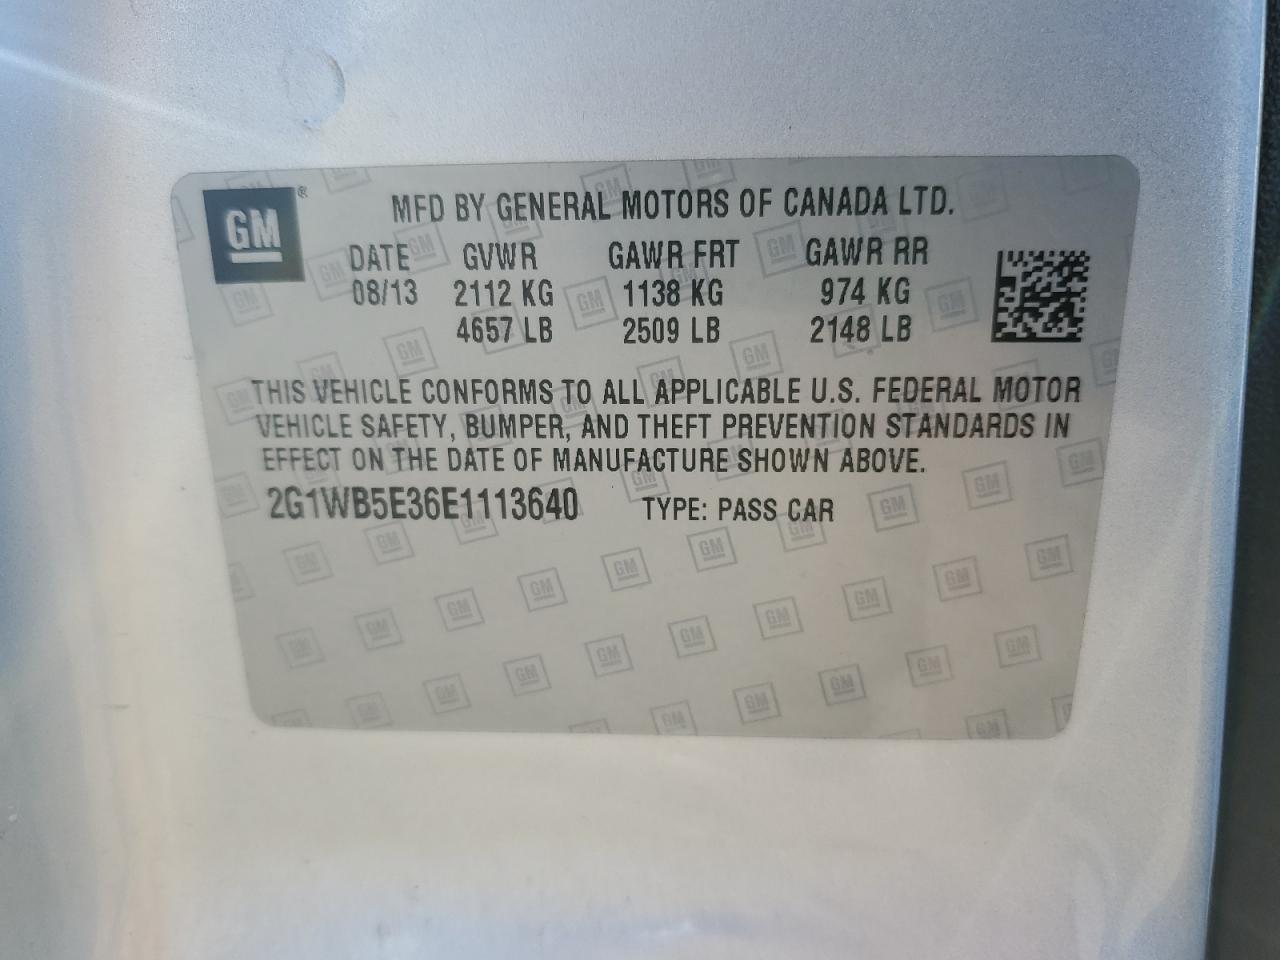 GM ®
MFD BY GENERAL MOTORS OF CANADA LTD.
DATE GVWR GAWR FRT GAWR RR
08/13 2112 KG 1138 KG 974 KG
4657 LB 2509 LB 2148 LB
THIS VEHICLE CONFORMS TO ALL APPLICABLE U.S. FEDERAL MOTOR
VEHICLE SAFETY, BUMPER, AND THEFT PREVENTION STANDARDS IN
EFFECT ON THE DATE OF MANUFACTURE SHOWN ABOVE.
2G1WB5E36E1113640 TYPE: PASS CAR